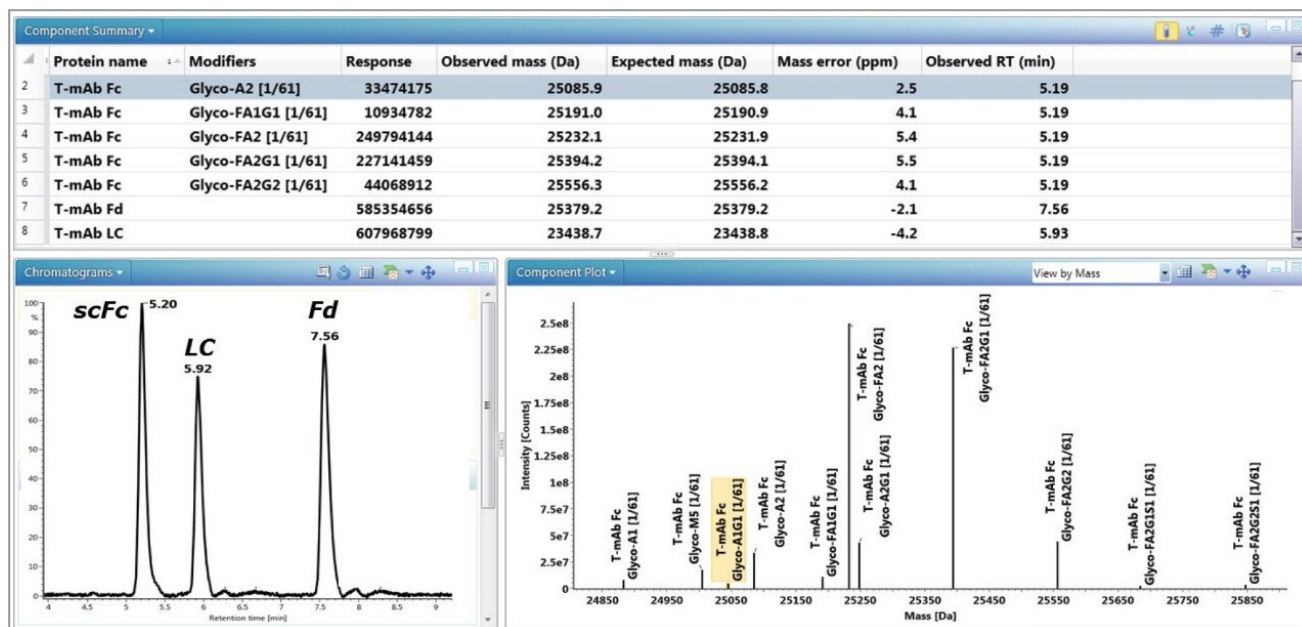 Component Summary
Protein name Modifiers Response Observed mass (Da) Expected mass (Da) Mass error (ppm) Observed RT (min)
2 T-mAb Fc Glyco-A2 [1/61] 33474175 25085.9 25085.8 2.5 5.19
3 T-mAb Fc Glyco-FA1G1 [1/61] 10934782 25191.0 25190.9 4.1 5.19
4 T-mAb Fc Glyco-FA2 [1/61] 249794144 25232.1 25231.9 5.4 5.19
5 T-mAb Fc Glyco-FA2G1 [1/61] 227141459 25394.2 25394.1 5.5 5.19
6 T-mAb Fc Glyco-FA2G2 [1/61] 44068912 25556.3 25556.2 4.1 5.19
7 T-mAb Fd 585354656 25379.2 25379.2 -2.1 7.56
8 T-mAb LC 607968799 23438.7 23438.8 -4.2 5.93
Chromatograms
100
%
90
80
70
60
50
40
30
20
10
0
scFc
5.20
LC
5.92
Fd
7.56
4 4.5 5 5.5 6 6.5 7 7.5 8 8.5 9
Retention time [min]
Component Plot
View by Mass
Intensity [Counts]
2.5e8
2.25e8
2e8
1.75e8
1.5e8
1.25e8
1e8
7.5e7
5e7
2.5e7
0
T-mAb Fc
Glyco-A1 [1/61]
T-mAb Fc
Glyco-M5 [1/61]
T-mAb Fc
Glyco-A1G1 [1/61]
T-mAb Fc
Glyco-A2 [1/61]
T-mAb Fc
Glyco-FA1G1 [1/61]
T-mAb Fc
Glyco-FA2 [1/61]
T-mAb Fc
Glyco-A2G1 [1/61]
T-mAb Fc
Glyco-FA2G1 [1/61]
T-mAb Fc
Glyco-FA2G2 [1/61]
T-mAb Fc
Glyco-FA2G1S1 [1/61]
T-mAb Fc
Glyco-FA2G2S1 [1/61]
24850 24950 25050 25150 25250 25350 25450 25550 25650 25750 25850
Mass [Da]